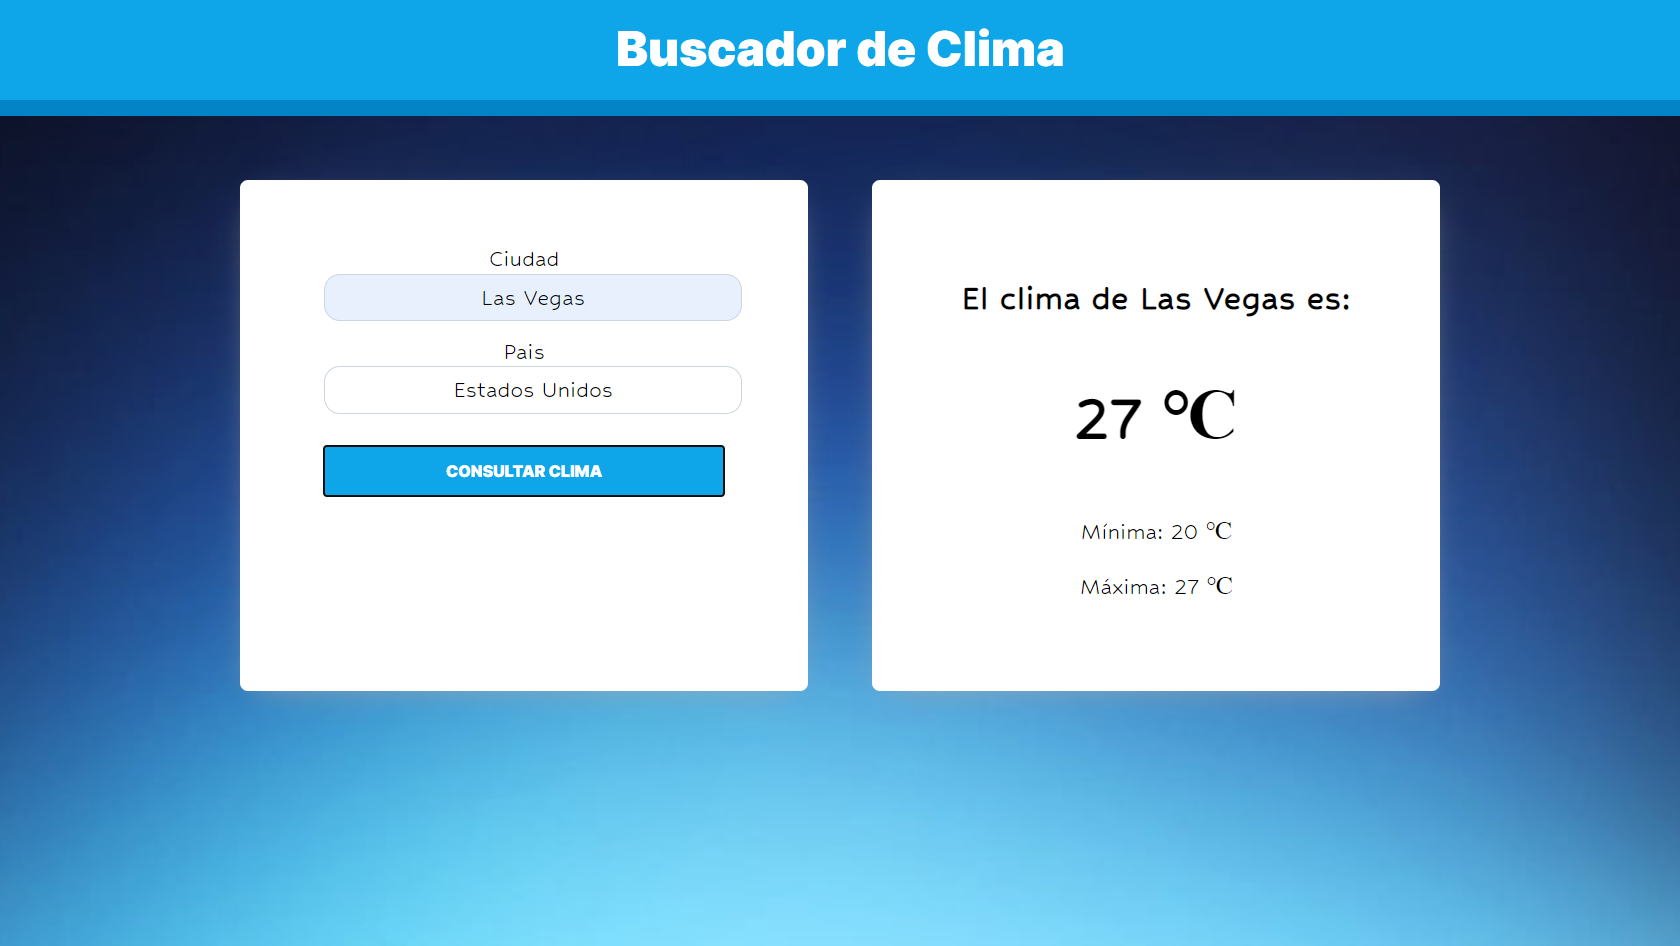 Buscador de Clima
Ciudad
Las Vegas
Pais
Estados Unidos
CONSULTAR CLIMA
El clima de Las Vegas es:
27 ℃
Mínima: 20 ℃
Máxima: 27 ℃